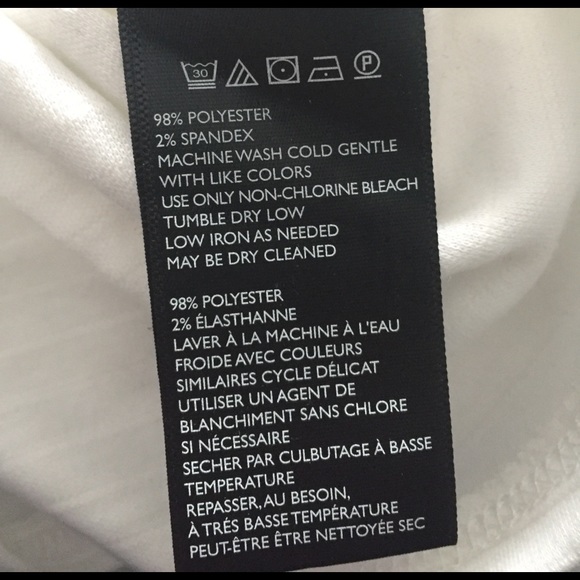 30 P
98% POLYESTER
2% SPANDEX
MACHINE WASH COLD GENTLE
WITH LIKE COLORS
USE ONLY NON-CHLORINE BLEACH
TUMBLE DRY LOW
LOW IRON AS NEEDED
MAY BE DRY CLEANED
98% POLYESTER
2% ÉLASTHANNE
LAVER À LA MACHINE À L'EAU
FROIDE AVEC COULEURS
SIMILAIRES CYCLE DÉLICAT
UTILISER UN AGENT DE
BLANCHIMENT SANS CHLORE
SI NÉCESSAIRE
SECHER PAR CULBUTAGE À BASSE
TEMPERATURE
REPASSER, AU BESOIN,
À TRÉS BASSE TEMPÉRATURE
PEUT-ÊTRE ÊTRE NETTOYÉE SEC